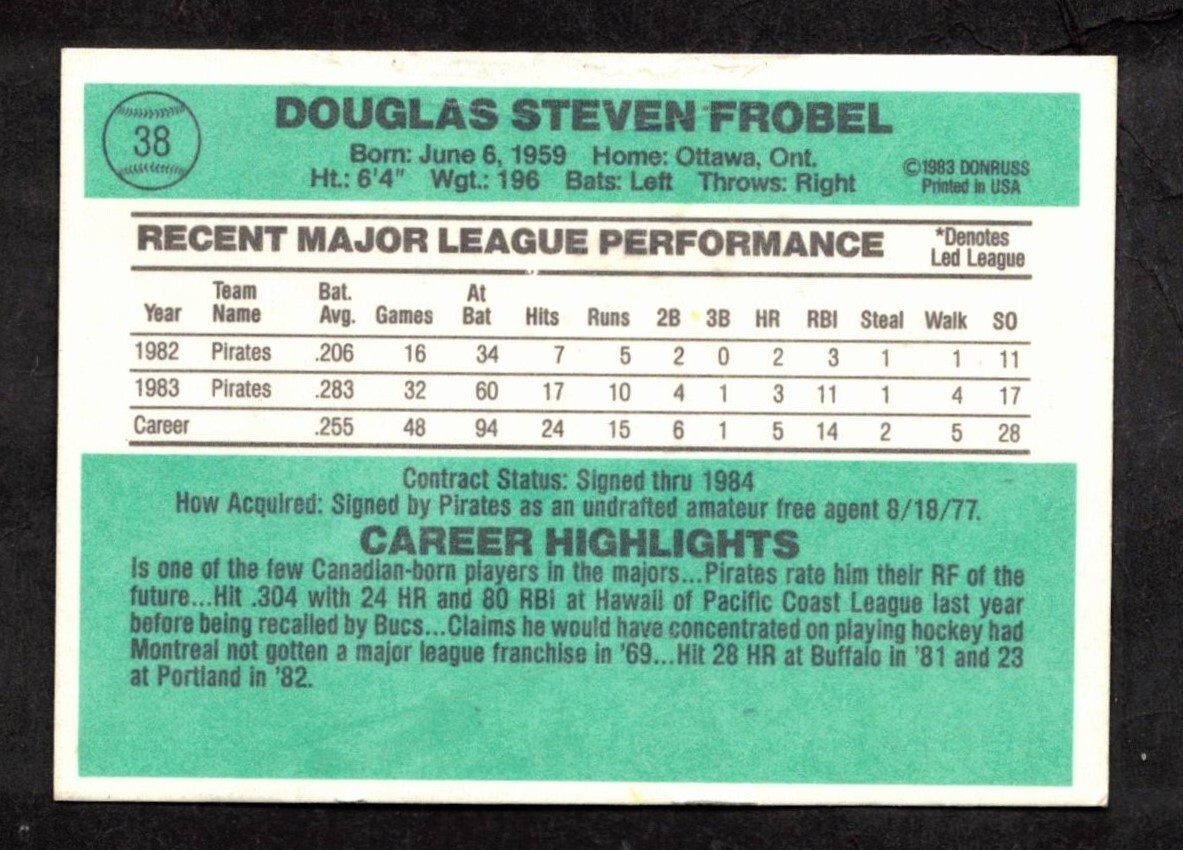 38
DOUGLAS STEVEN FROBEL
Born: June 6, 1959 Home: Ottawa, Ont.
Ht.: 6'4" Wgt.: 196 Bats: Left Throws: Right
©1983 DONRUSS
Printed in USA
RECENT MAJOR LEAGUE PERFORMANCE
*Denotes
Led League
Year Team Name Bat. Avg. Games At Bat Hits Runs 2B 3B HR RBI Steal Walk SO
1982 Pirates .206 16 34 7 5 2 0 2 3 1 1 11
1983 Pirates .283 32 60 17 10 4 1 3 11 1 4 17
Career .255 48 94 24 15 6 1 5 14 2 5 28
Contract Status: Signed thru 1984
How Acquired: Signed by Pirates as an undrafted amateur free agent 8/18/77.
CAREER HIGHLIGHTS
Is one of the few Canadian-born players in the majors...Pirates rate him their RF of the
future...Hit .304 with 24 HR and 80 RBI at Hawaii of Pacific Coast League last year
before being recalled by Bucs...Claims he would have concentrated on playing hockey had
Montreal not gotten a major league franchise in '69...Hit 28 HR at Buffalo in '81 and 23
at Portland in '82.